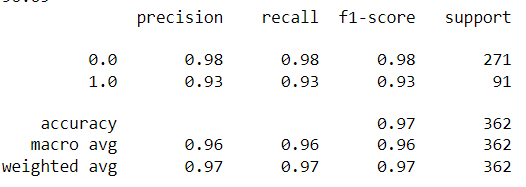 precision recall f1-score support
0.0 0.98 0.98 0.98 271
1.0 0.93 0.93 0.93 91
accuracy 0.97 362
macro avg 0.96 0.96 0.96 362
weighted avg 0.97 0.97 0.97 362